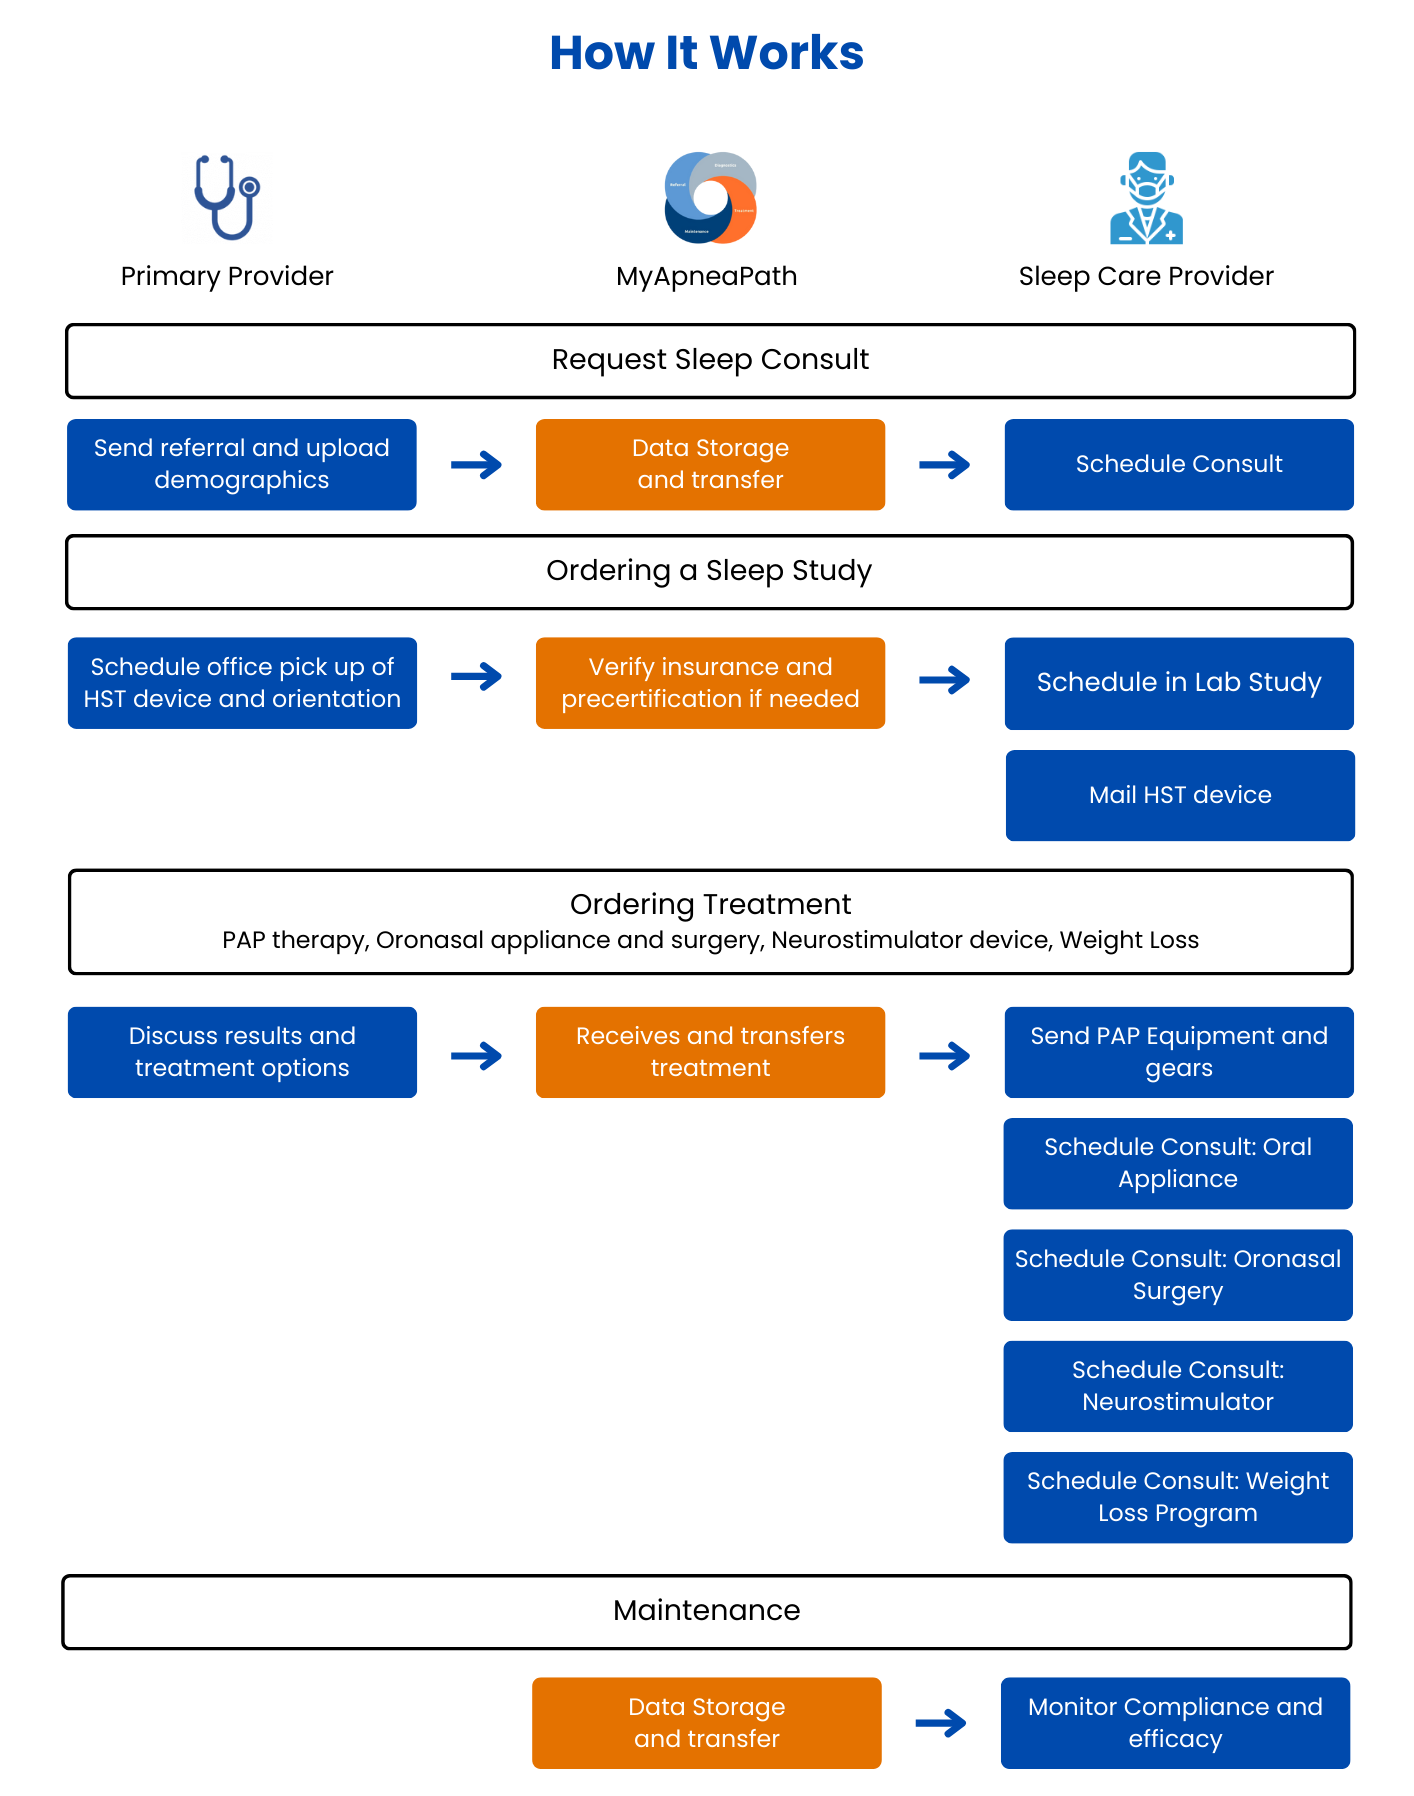 How It Works
Diagnostic
Referral
Treatment
Maintenance
Primary Provider
MyApneaPath
Sleep Care Provider
Request Sleep Consult
Send referral and upload
demographics
Data Storage
and transfer
Schedule Consult
Ordering a Sleep Study
Schedule office pick up of
HST device and orientation
Verify insurance and
precertification if needed
Schedule in Lab Study
Mail HST device
Ordering Treatment
PAP therapy, Oronasal appliance and surgery, Neurostimulator device, Weight Loss
Discuss results and
treatment options
Receives and transfers
treatment
Send PAP Equipment and
gears
Schedule Consult: Oral
Appliance
Schedule Consult: Oronasal
Surgery
Schedule Consult:
Neurostimulator
Schedule Consult: Weight
Loss Program
Maintenance
Data Storage
and transfer
Monitor Compliance and
efficacy